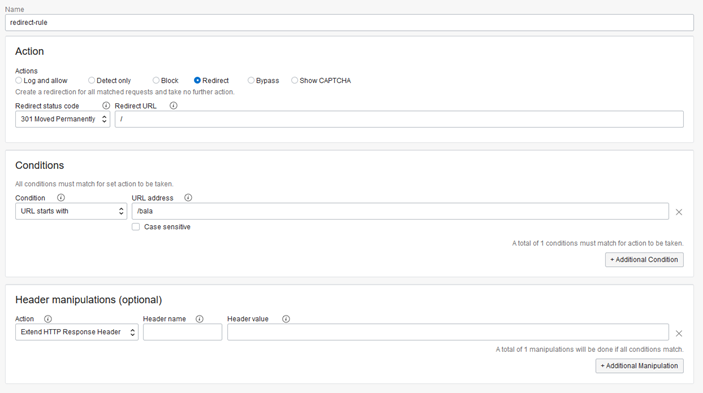 Name
redirect-rule
Action
Actions
Log and allow Detect only Block Redirect Bypass Show CAPTCHA
Create a redirection for all matched requests and take no further action.
Redirect status code Redirect URL
301 Moved Permanently /
Conditions
All conditions must match for set action to be taken.
Condition URL address
URL starts with /bala
Case sensitive
A total of 1 conditions must match for action to be taken.
+ Additional Condition
Header manipulations (optional)
Action Header name Header value
Extend HTTP Response Header
A total of 1 manipulations will be done if all conditions match.
+ Additional Manipulation